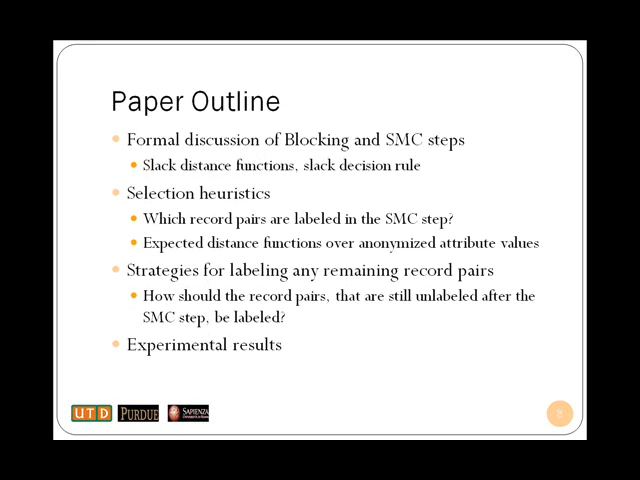 Paper Outline
Formal discussion of Blocking and SMC steps
Slack distance functions, slack decision rule
Selection heuristics
Which record pairs are labeled in the SMC step?
Expected distance functions over anonymized attribute values
Strategies for labeling any remaining record pairs
How should the record pairs, that are still unlabeled after the
SMC step, be labeled?
Experimental results
UTD PURDUE SAPIENZA